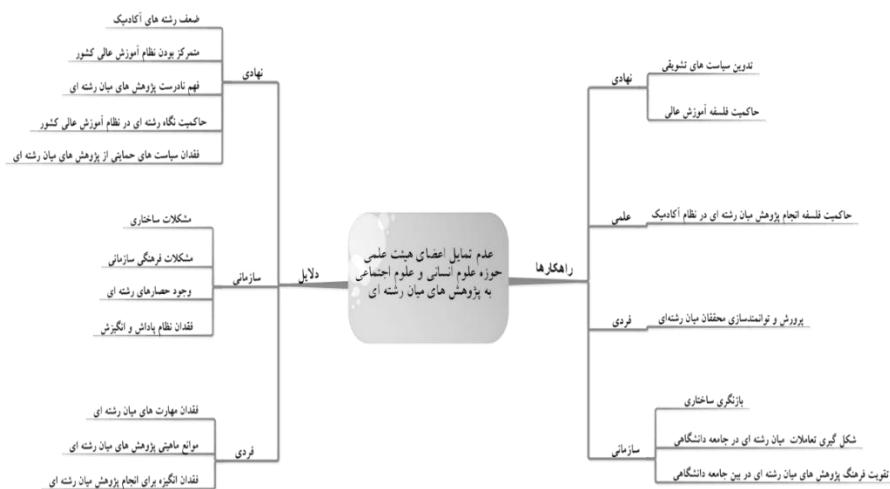 عدم تمایل اعضای هیئت علمی
حوزه علوم انسانی و علوم اجتماعی
به پژوهش های میان رشته ای
راهکارها
نهادی
تدوین سیاست های تشویقی
حاکمیت فلسفه آموزش عالی
علمی
حاکمیت فلسفه انجام پژوهش میان رشته ای در نظام آکادمیک
فردی
پرورش و توانمندسازی محققان میان رشته‌ای
سازمانی
بازنگری ساختاری
شکل گیری تعاملات میان رشته ای در جامعه دانشگاهی
تقویت فرهنگ پژوهش های میان رشته ای در بین جامعه دانشگاهی
دلایل
نهادی
ضعف رشته های آکادمیک
متمرکز بودن نظام آموزش عالی کشور
فهم نادرست پژوهش های میان رشته ای
حاکمیت نگاه رشته ای در نظام آموزش عالی کشور
فقدان سیاست های حمایتی از پژوهش های میان رشته ای
سازمانی
مشکلات ساختاری
مشکلات فرهنگی سازمانی
وجود حصارهای رشته ای
فقدان نظام پاداش و انگیزش
فردی
فقدان مهارت های میان رشته ای
موانع ماهیتی پژوهش های میان رشته ای
فقدان انگیزه برای انجام پژوهش میان رشته ای